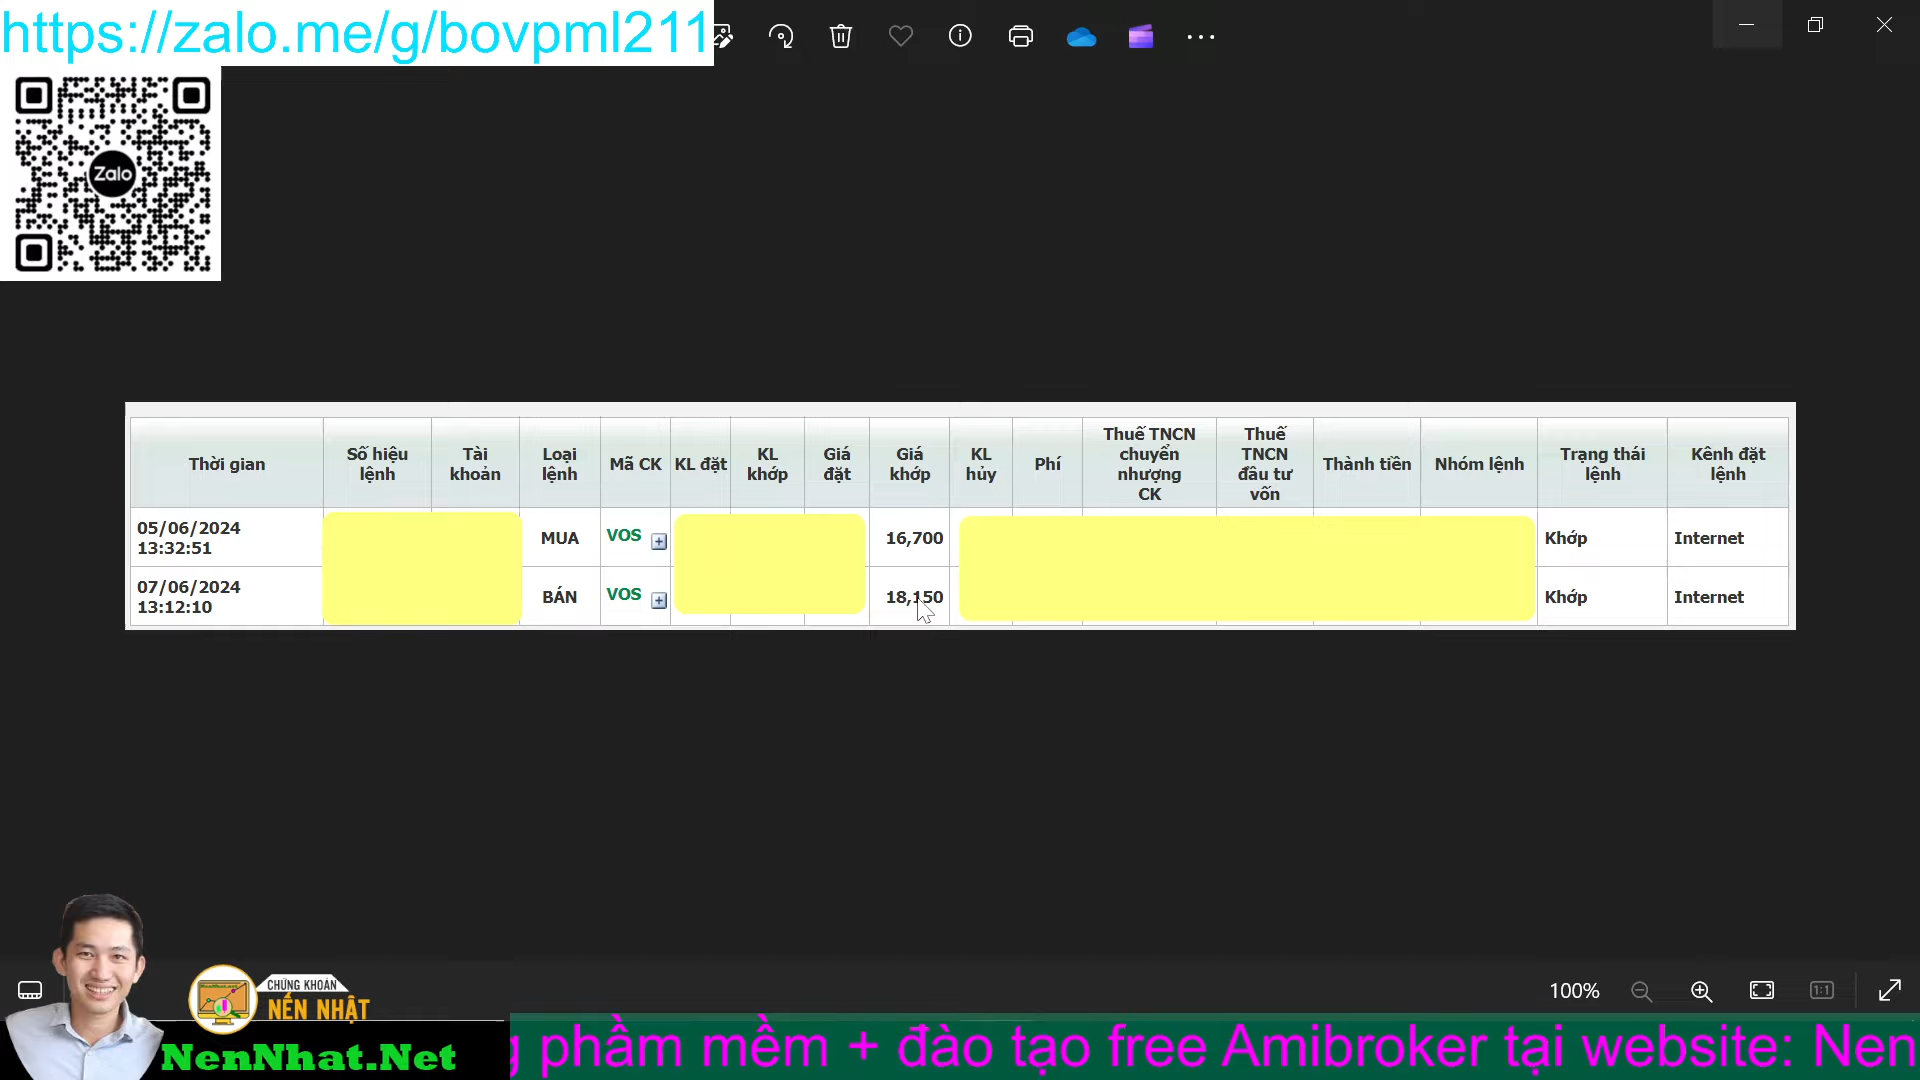 https://zalo.me/g/bovpml211
Zalo
Thời gian
Số hiệu
lệnh
Tài
khoản
Loại
lệnh
Mã CK
KL đặt
KL
khớp
Giá
đặt
Giá
khớp
KL
hủy
Phí
Thuế TNCN
chuyển
nhượng
CK
Thuế
TNCN
đầu tư
vốn
Thành tiền
Nhóm lệnh
Trạng thái
lệnh
Kênh đặt
lệnh
05/06/2024
13:32:51
MUA
VOS
16,700
Khớp
Internet
07/06/2024
13:12:10
BÁN
VOS
18,150
Khớp
Internet
100%
1:1
CHỨNG KHOÁN
NẾN NHẬT
NenNhat.Net
g phầm mềm + đào tạo free Amibroker tại website: Nen